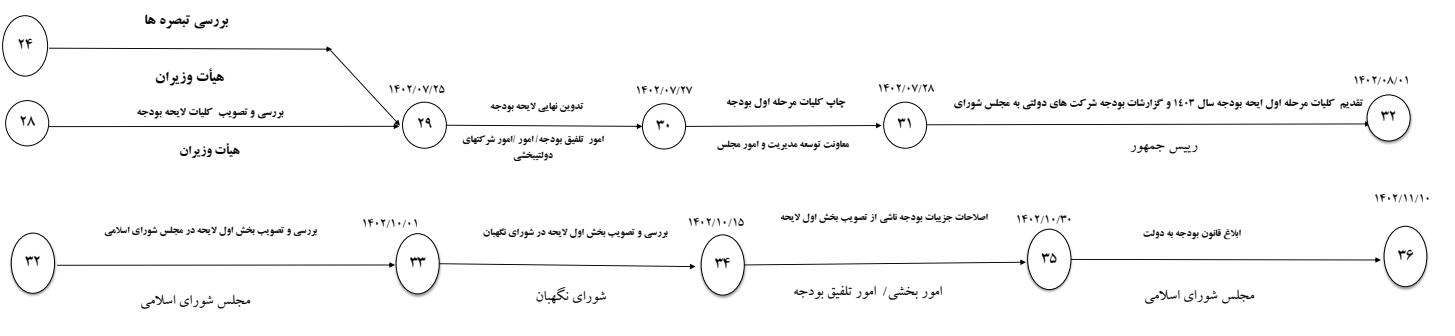 بررسی تبصره ها
۲۴
هیأت وزیران
۲۸
بررسی و تصویب کلیات لایحه بودجه
هیأت وزیران
۱۴۰۲/۰۷/۲۵
۲۹
تدوین نهایی لایحه بودجه
امور تلفیق بودجه/ امور /امور شرکتهای
دولتیبخشی
۱۴۰۲/۰۷/۲۷
۳۰
چاپ کلیات مرحله اول بودجه
معاونت توسعه مدیریت و امور مجلس
۱۴۰۲/۰۷/۲۸
۳۱
تقدیم کلیات مرحله اول ایحه بودجه سال ۱٤۰۳ و گزارشات بودجه شرکت های دولتی به مجلس شورای
رییس جمهور
۱۴۰۲/۰۸/۰۱
۳۲
۳۲
بررسی و تصویب بخش اول لایحه در مجلس شورای اسلامی
مجلس شورای اسلامی
۱۴۰۲/۱۰/۰۱
۳۳
بررسی و تصویب بخش اول لایحه در شورای نگهبان
شورای نگهبان
۱۴۰۲/۱۰/۱۵
۳۴
اصلاحات جزییات بودجه ناشی از تصویب بخش اول لایحه
امور بخشی/ امور تلفیق بودجه
۱۴۰۲/۱۰/۳۰
۳۵
ابلاغ قانون بودجه به دولت
مجلس شورای اسلامی
۱۴۰۲/۱۱/۱۰
۳۶